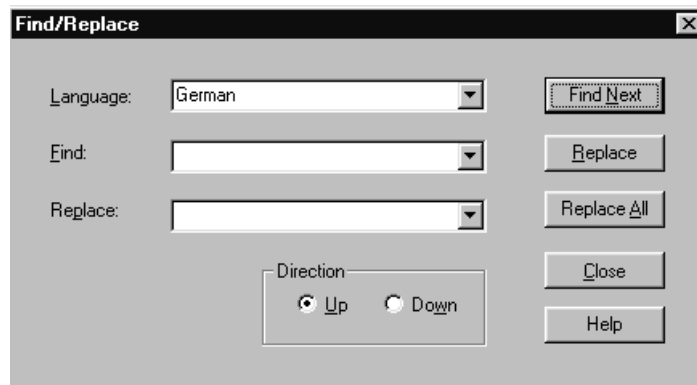 Find/Replace
Language: German Find Next
Find: Replace
Replace: Replace All
Direction Close
Up Down
Help